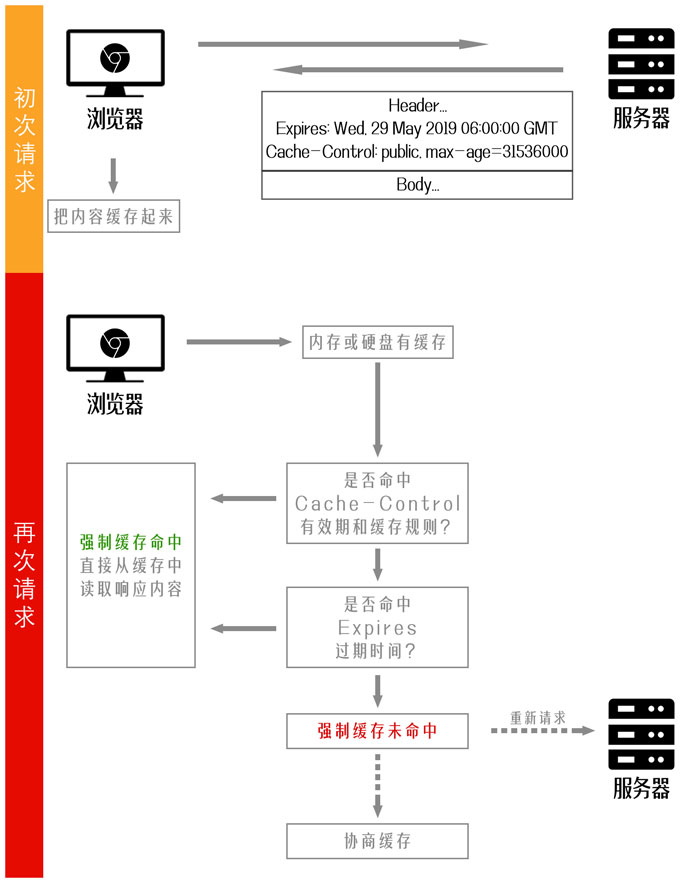 初次请求
浏览器
服务器
Header...
Expires: Wed, 29 May 2019 06:00:00 GMT
Cache-Control: public, max-age=31536000
Body...
把内容缓存起来
再次请求
浏览器
内存或硬盘有缓存
是否命中
Cache-Control
有效期和缓存规则?
强制缓存命中
直接从缓存中
读取响应内容
是否命中
Expires
过期时间?
强制缓存未命中
重新请求
服务器
协商缓存